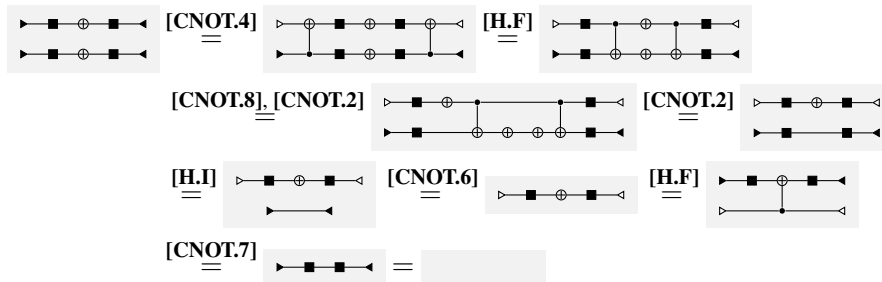 [CNOT.4] = [H.F] =
[CNOT.8], [CNOT.2] = [CNOT.2] =
[H.I] = [CNOT.6] = [H.F] =
[CNOT.7] = =